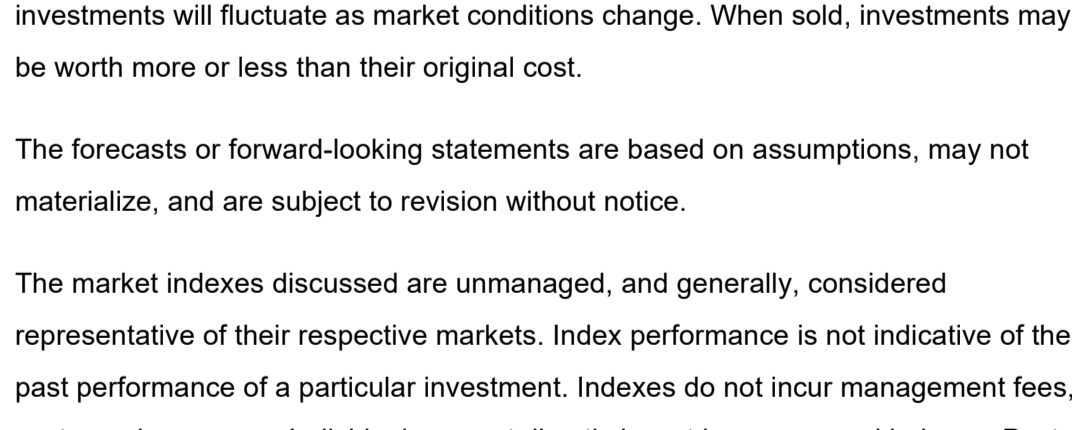 investments will fluctuate as market conditions change. When sold, investments may
be worth more or less than their original cost.
The forecasts or forward-looking statements are based on assumptions, may not
materialize, and are subject to revision without notice.
The market indexes discussed are unmanaged, and generally, considered
representative of their respective markets. Index performance is not indicative of the
past performance of a particular investment. Indexes do not incur management fees,